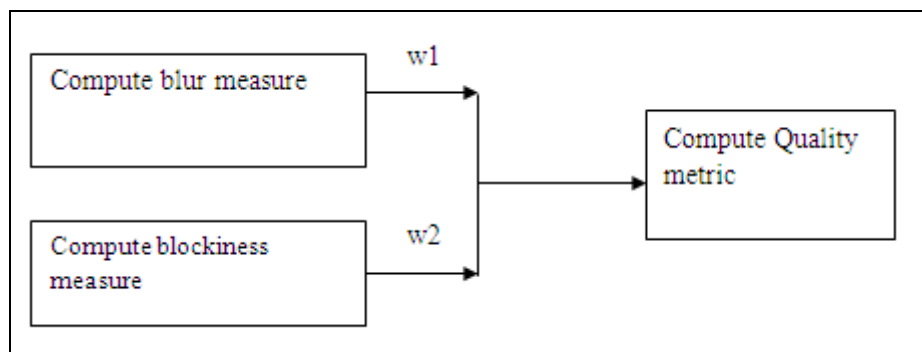 Compute blur measure
w1
Compute blockiness
measure
w2
Compute Quality
metric